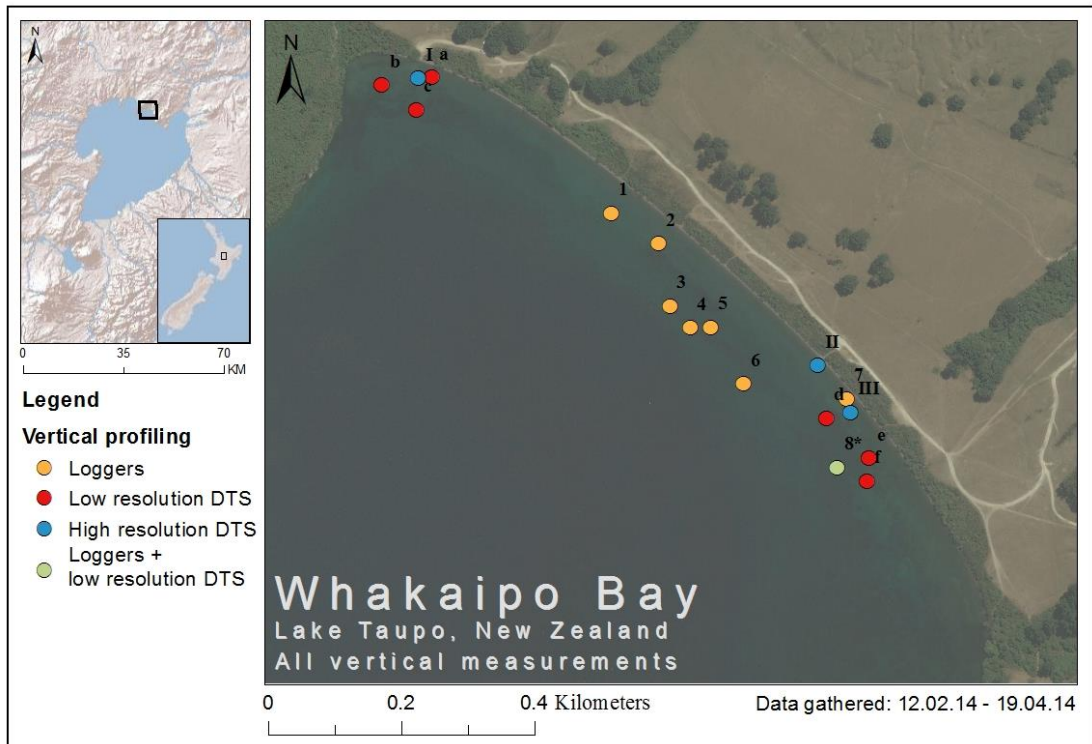 N
0 35 70
KM
Legend
Vertical profiling
Loggers
Low resolution DTS
High resolution DTS
Loggers +
low resolution DTS
N
b I a
c
1
2
3
4 5
6
II
7
III
d
8* e
f
Whakaipo Bay
Lake Taupo, New Zealand
All vertical measurements
0 0.2 0.4 Kilometers
Data gathered: 12.02.14 - 19.04.14